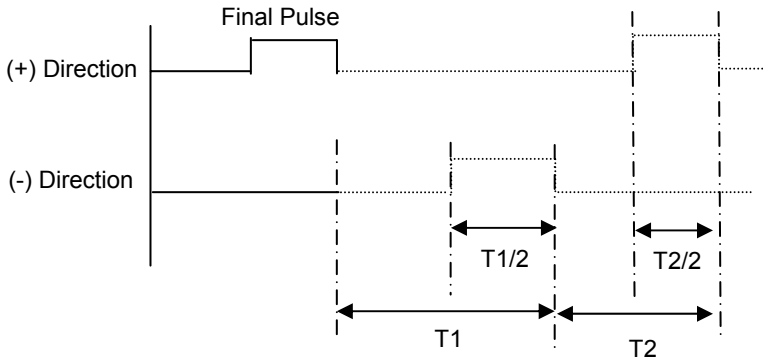 Final Pulse
(+) Direction
(-) Direction
T1/2
T2/2
T1
T2